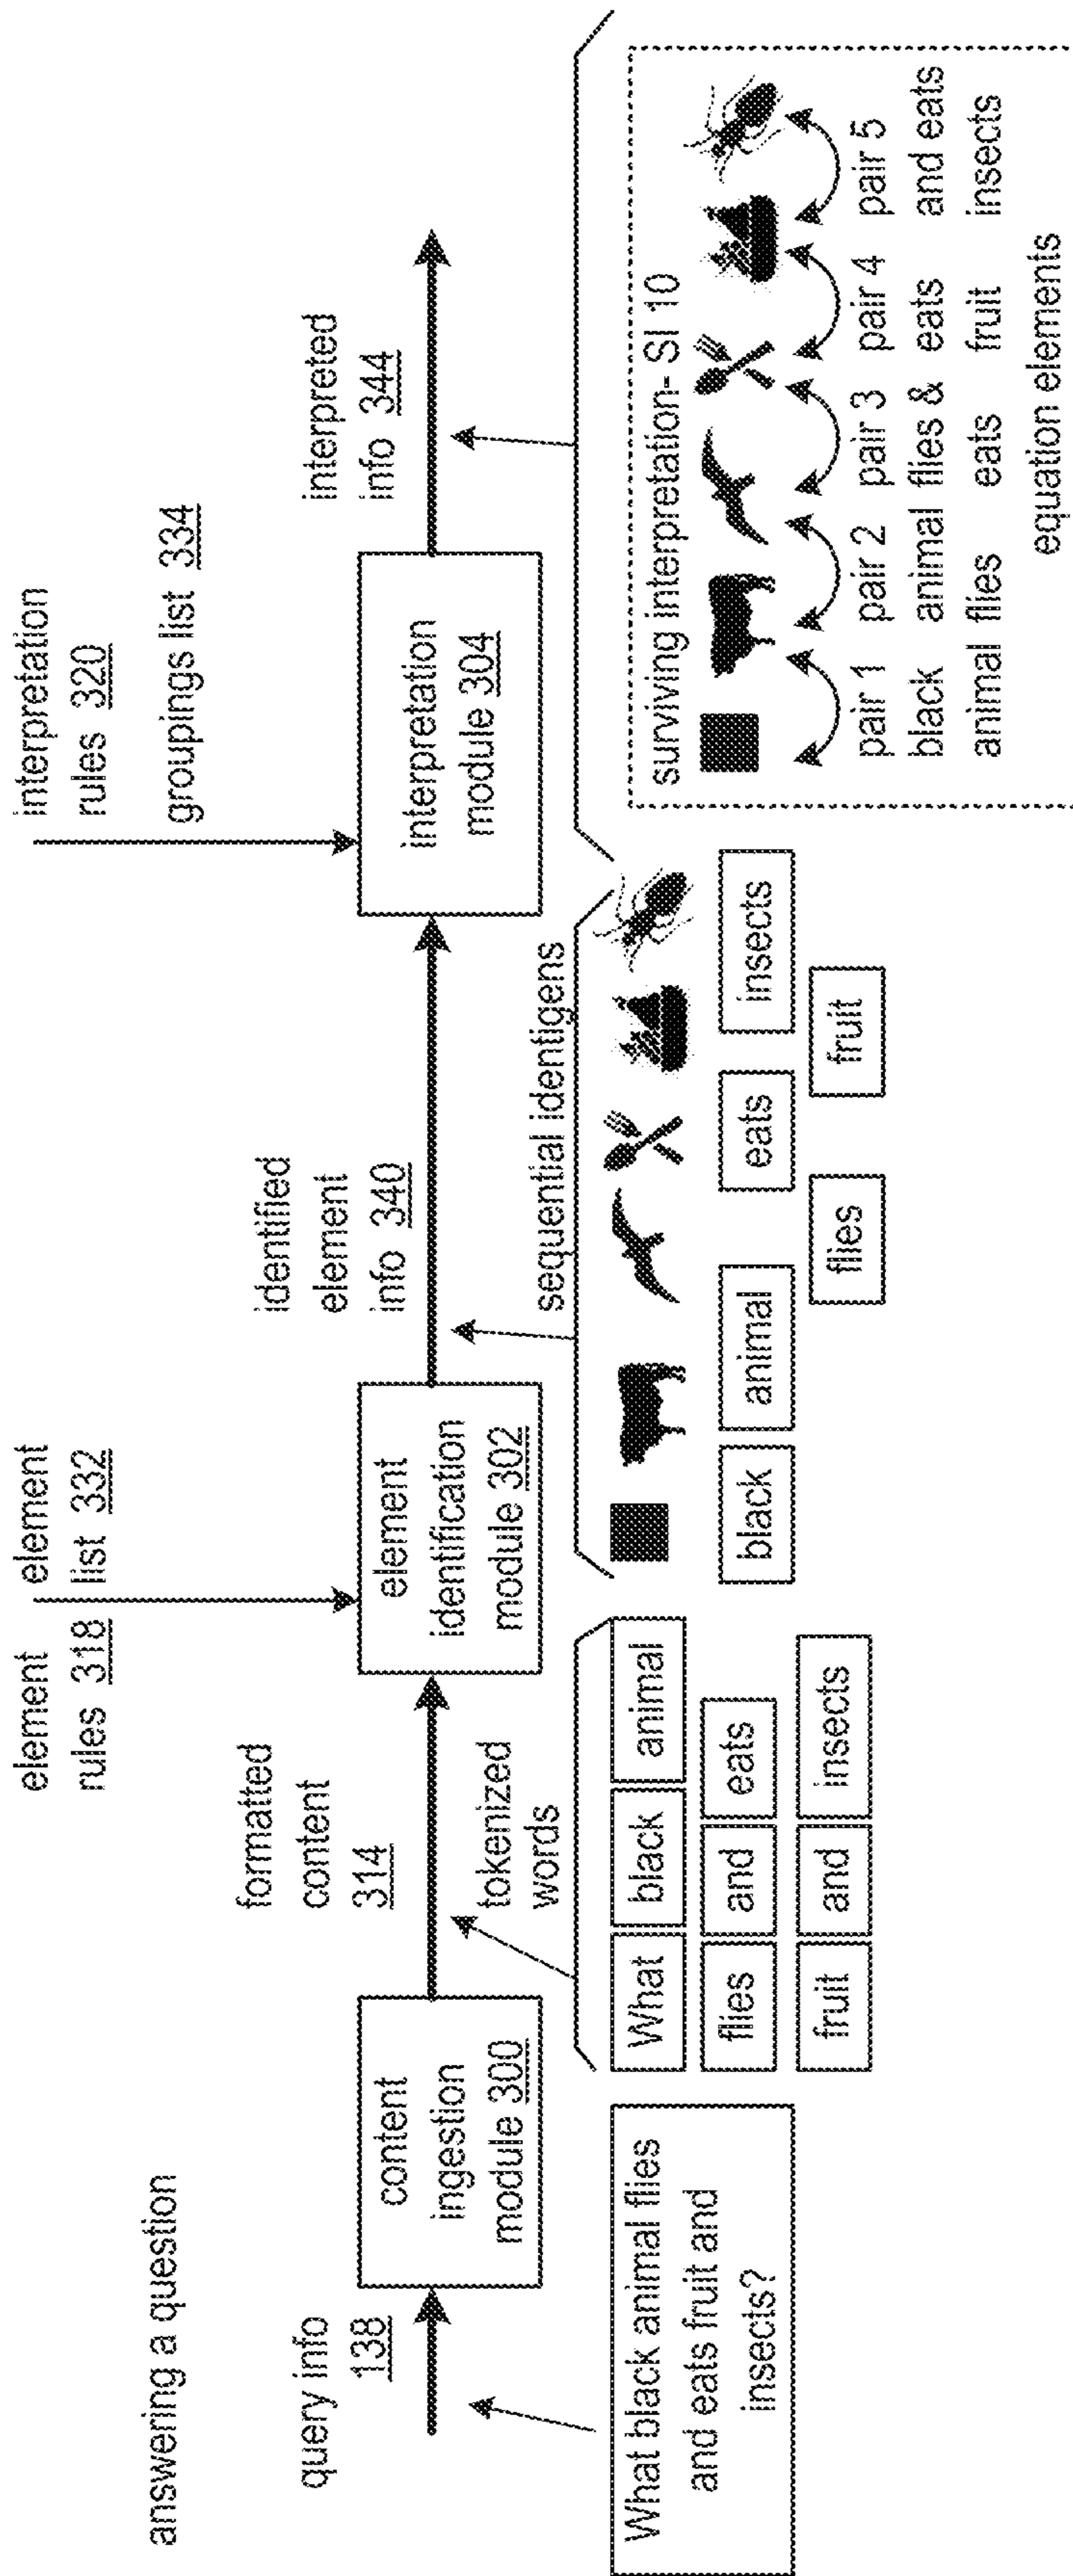 answering a question
query info
138
content
ingestion
module 300
What black animal flies
and eats fruit and
insects?
formatted
content
314
tokenized
words
What black animal
flies and eats
fruit and insects
element
rules 318
element
list 332
element
identification
module 302
identified
element
info 340
sequential identigens
black animal eats insects
flies fruit
interpretation
rules 320
groupings list 334
interpretation
module 304
interpreted
info 344
surviving interpretation- SI 10
pair 1 pair 2 pair 3 pair 4 pair 5
black animal flies & eats and eats
animal flies eats fruit insects
equation elements